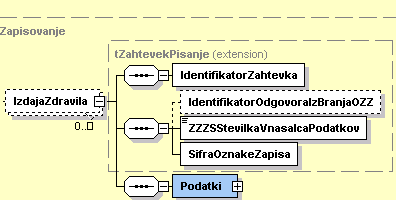 Zapisovanje
tZahtevekPisanje (extension)
IdentifikatorZahtevka
IzdajaZdravila
0..
IdentifikatorOdgovoraIzBranjaOZZ
ZZZSStevilkaVnasalcaPodatkov
SifraOznakeZapisa
Podatki